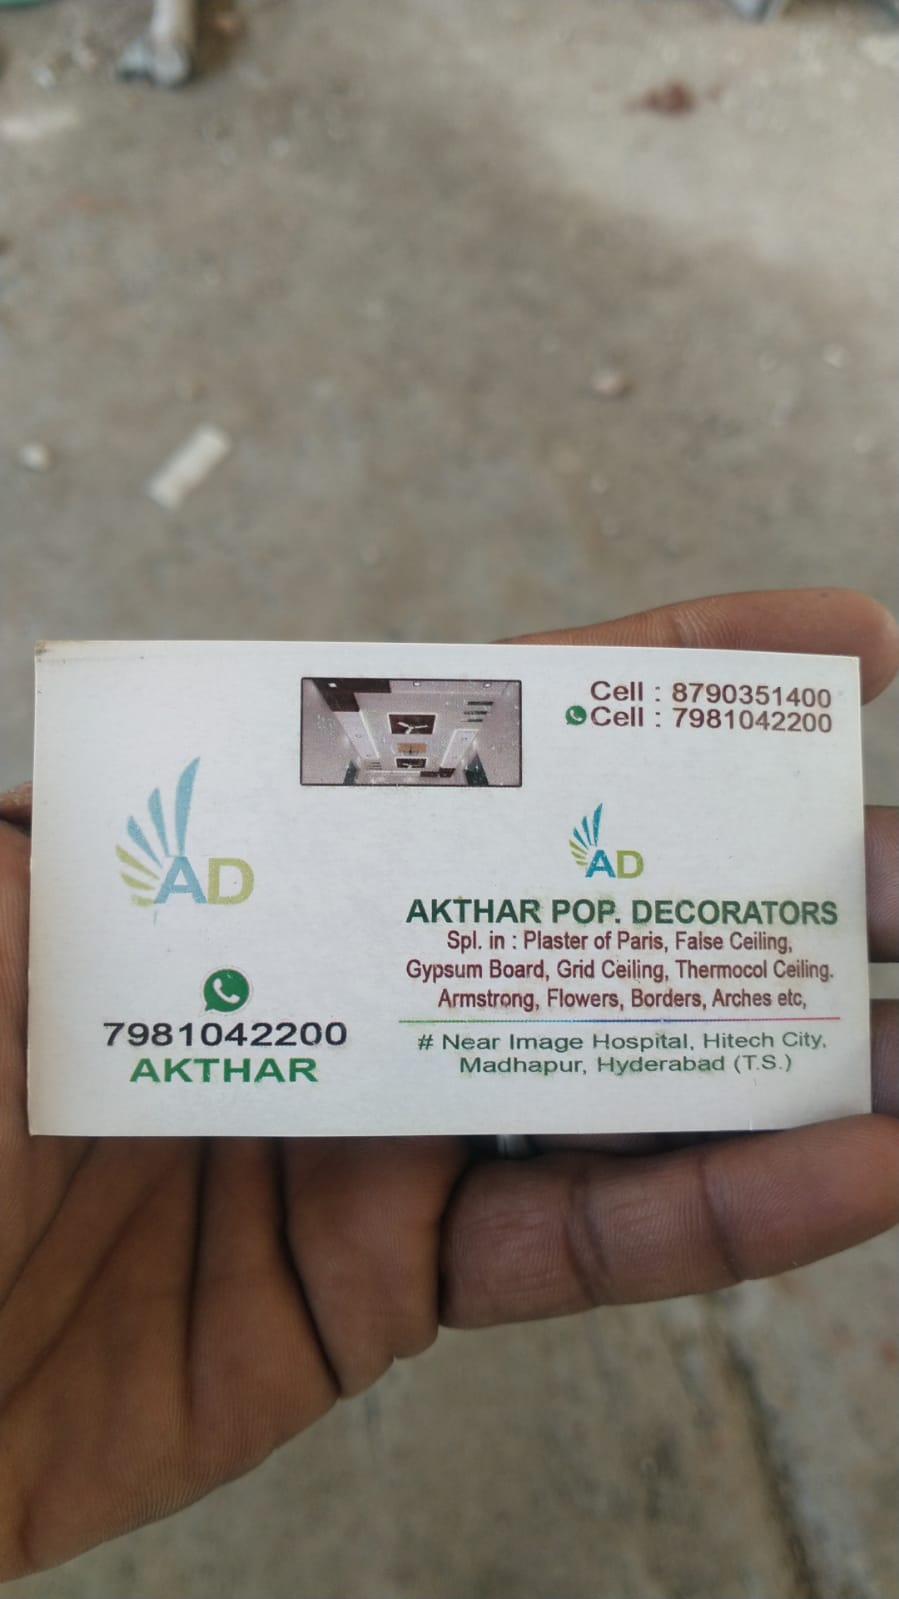 Cell : 8790351400
Cell : 7981042200
AD
AD
AKTHAR POP. DECORATORS
Spl. in : Plaster of Paris, False Ceiling,
Gypsum Board, Grid Ceiling, Thermocol Ceiling.
Armstrong, Flowers, Borders, Arches etc,
7981042200
AKTHAR
# Near Image Hospital, Hitech City,
Madhapur, Hyderabad (T.S.)